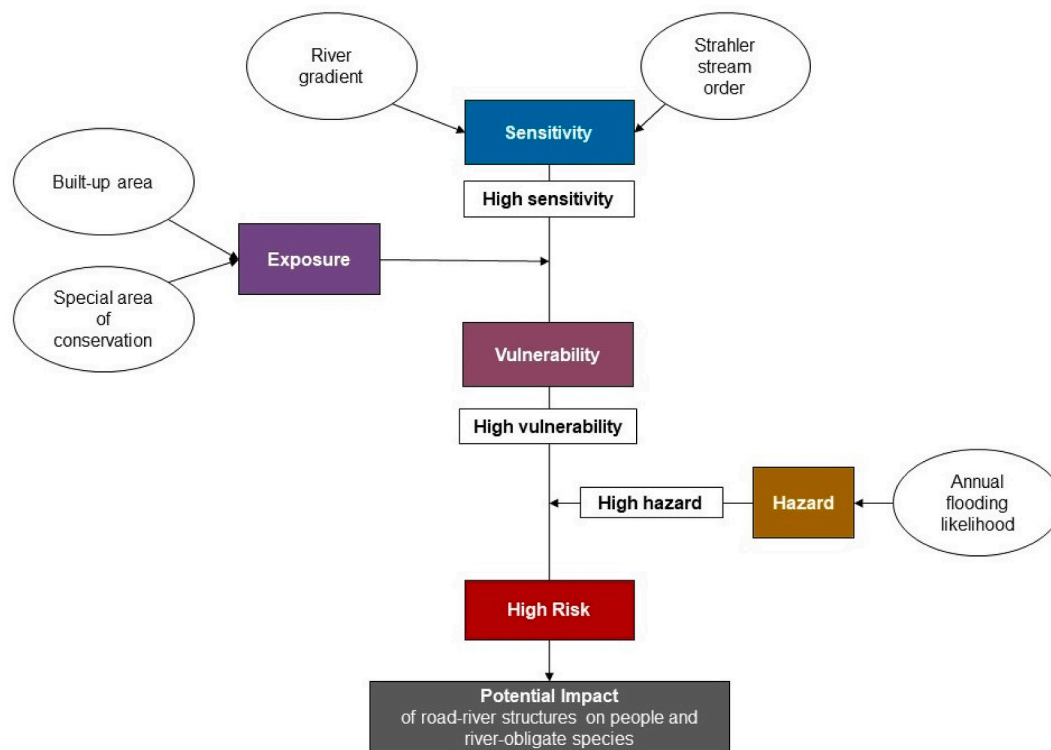 River
gradient
Strahler
stream
order
Sensitivity
High sensitivity
Built-up area
Exposure
Special area
of
conservation
Vulnerability
High vulnerability
High hazard
Hazard
Annual
flooding
likelihood
High Risk
Potential Impact
of road-river structures on people and
river-obligate species